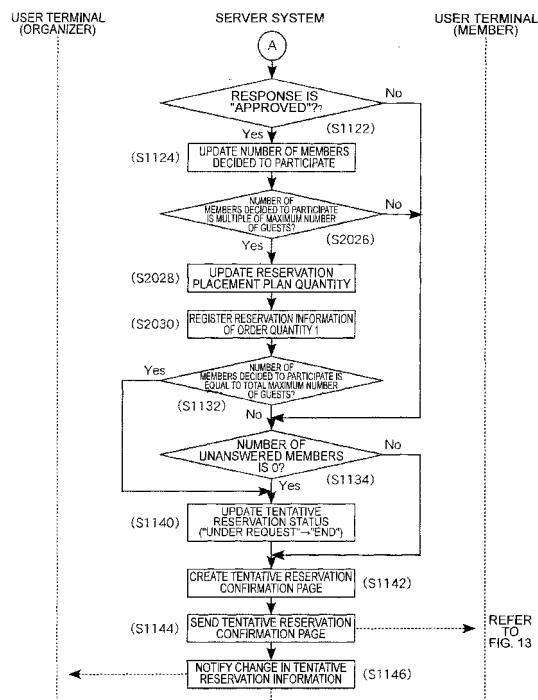 USER TERMINAL
(ORGANIZER)
SERVER SYSTEM
USER TERMINAL
(MEMBER)
A
RESPONSE IS
"APPROVED"?
No
Yes
(S1122)
(S1124)
UPDATE NUMBER OF MEMBERS
DECIDED TO PARTICIPATE
NUMBER OF
MEMBERS DECIDED TO PARTICIPATE
IS MULTIPLE OF MAXIMUM NUMBER
OF GUESTS?
No
Yes
(S2026)
(S2028)
UPDATE RESERVATION
PLACEMENT PLAN QUANTITY
(S2030)
REGISTER RESERVATION INFORMATION
OF ORDER QUANTITY 1
NUMBER OF
MEMBERS DECIDED TO PARTICIPATE IS
EQUAL TO TOTAL MAXIMUM NUMBER
OF GUESTS?
Yes
(S1132)
No
NUMBER OF
UNANSWERED MEMBERS
IS 0?
No
Yes
(S1134)
(S1140)
UPDATE TENTATIVE
RESERVATION STATUS
("UNDER REQUEST"→"END")
CREATE TENTATIVE RESERVATION
CONFIRMATION PAGE
(S1142)
(S1144)
SEND TENTATIVE RESERVATION
CONFIRMATION PAGE
REFER
TO
FIG. 13
NOTIFY CHANGE IN TENTATIVE
RESERVATION INFORMATION
(S1146)